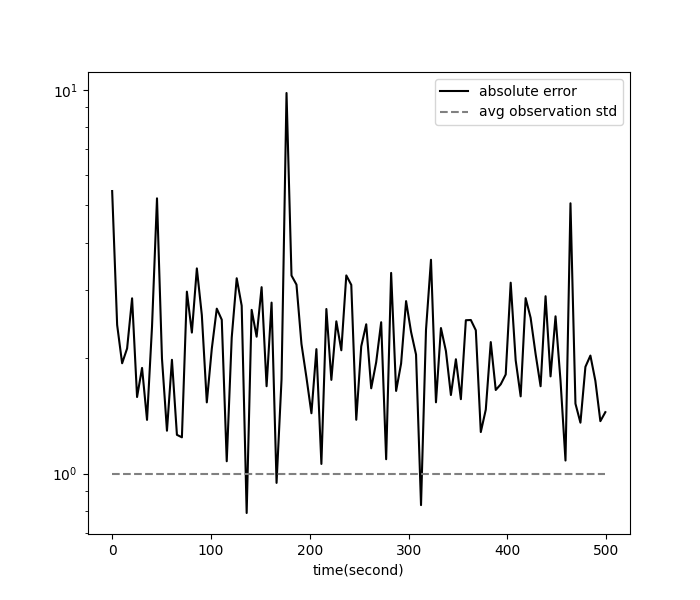 10¹
10⁰
absolute error
avg observation std
0 100 200 300 400 500
time(second)